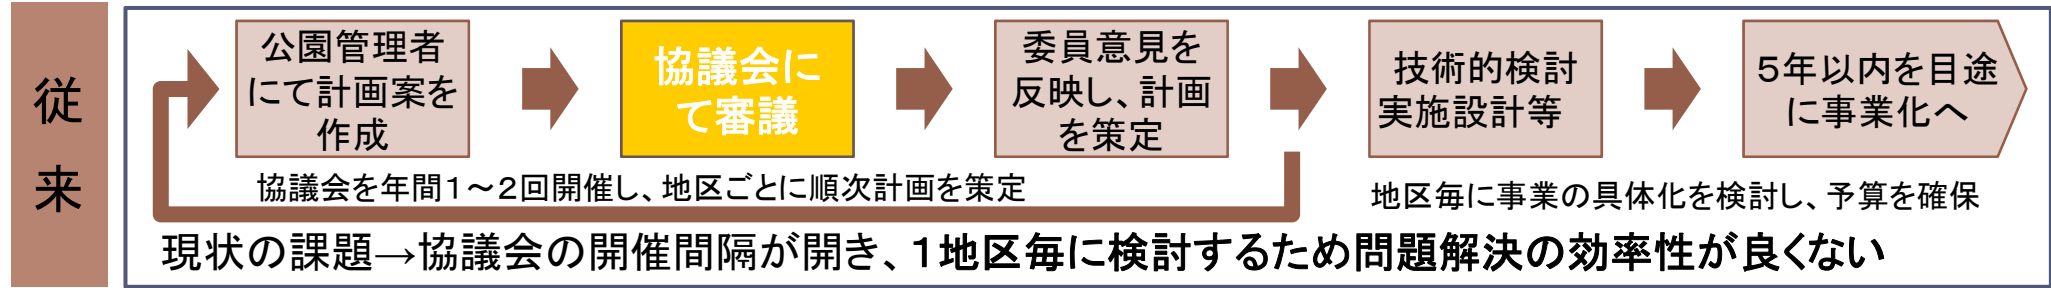 従
来
公園管理者
にて計画案を
作成
協議会に
て審議
委員意見を
反映し、計画
を策定
技術的検討
実施設計等
５年以内を目途
に事業化へ
協議会を年間１～２回開催し、地区ごとに順次計画を策定
地区毎に事業の具体化を検討し、予算を確保
現状の課題→協議会の開催間隔が開き、１地区毎に検討するため問題解決の効率性が良くない